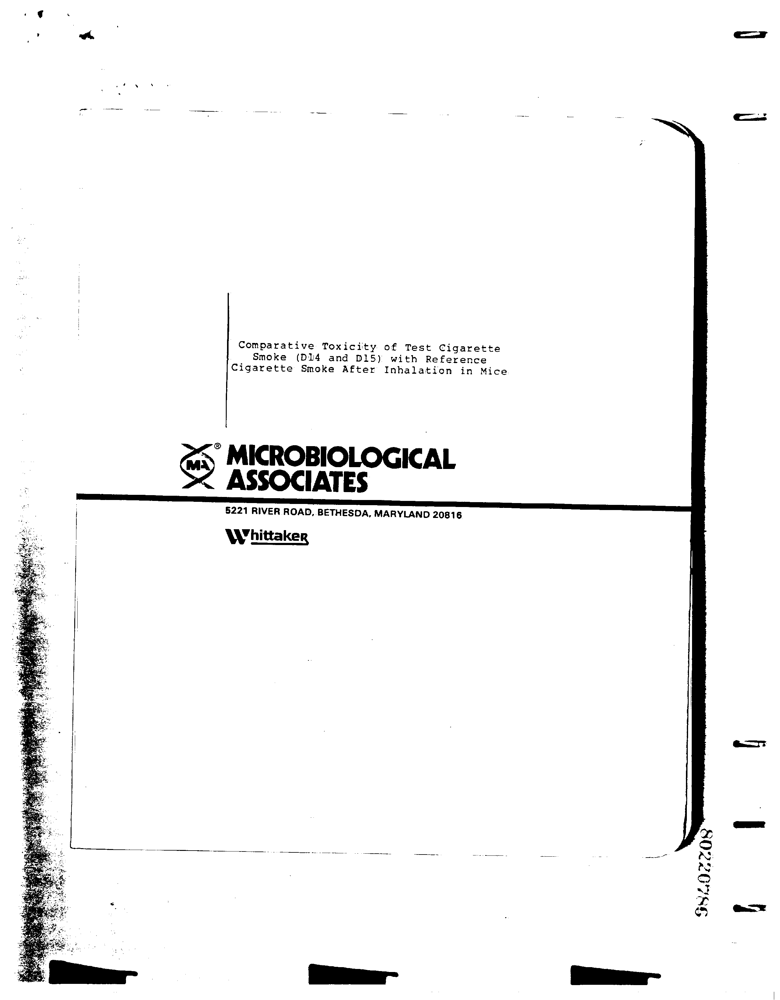 Comparative Toxicity of Test Cigarette
Smoke (D14 and D15) with Reference
Cigarette Smoke After Inhalation in Mice
MA ®
MICROBIOLOGICAL
ASSOCIATES
5221 RIVER ROAD, BETHESDA, MARYLAND 20816
Whittaker
802220786